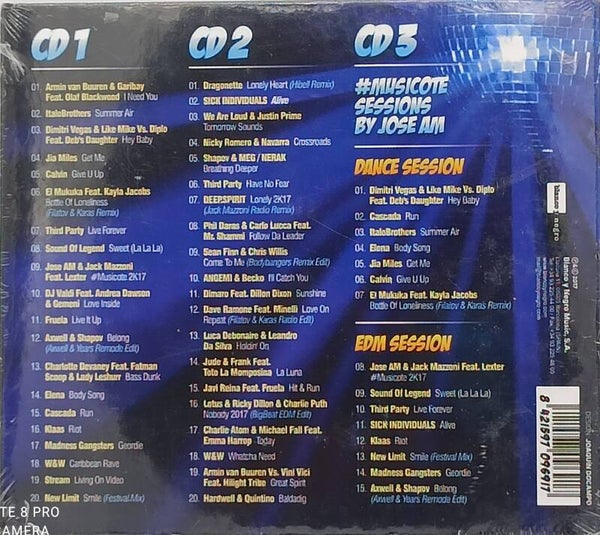 CD 1
01. Armin van Buuren & Garibay
Feat. Olaf Blackwood I Need You
02. ItaloBrothers Summer Air
03. Dimitri Vegas & Like Mike Vs. Diplo
Feat. Deb's Daughter Hey Baby
04. Jia Miles Get Me
05. Calvin Give U Up
06. El Mukuka Feat. Kayla Jacobs
Bottle Of Loneliness
(Filatov & Karas Remix)
07. Third Party Live Forever
08. Sound Of Legend Sweet (La La La)
09. Jose AM & Jack Mazzoni
Feat. Lexter #Musicote 2K17
10. DJ Valdi Feat. Andrea Dawson
& Gemeni Love Inside
11. Fruela Live It Up
12. Axwell & Shapov Belong
(Axwell & Years Remode Edit)
13. Charlotte Devaney Feat. Fatman
Scoop & Lady Leshurr Bass Dunk
14. Elena Body Song
15. Cascada Run
16. Klaas Riot
17. Madness Gangsters Geordie
18. W&W Caribbean Rave
19. Stream Living On Video
20. New Limit Smile (Festival Mix)
CD 2
01. Dragonette Lonely Heart (Hibell Remix)
02. SICK INDIVIDUALS Alive
03. We Are Loud & Justin Prime
Tomorrow Sounds
04. Nicky Romero & Navarra Crossroads
05. Shapov & MEG / NERAK
Breathing Deeper
06. Third Party Have No Fear
07. DEEP.SPIRIT Lonely 2K17
(Jack Mazzoni Radio Remix)
08. Phil Daras & Carlo Lucca Feat.
Mr. Shammi Follow Da Leader
09. Sean Finn & Chris Willis
Come To Me (Bodybangers Remix Edit)
10. ANGEMI & Becko I'll Catch You
11. Dimaro Feat. Dillon Dixon Sunshine
12. Dave Ramone Feat. Minelli Love On
Repeat (Filatov & Karas Radio Edit)
13. Luca Debonaire & Leandro
Da Silva Holdin' On
14. Jude & Frank Feat.
Toto La Momposina La Luna
15. Javi Reina Feat. Fruela Hit & Run
16. Lotus & Ricky Dillon & Charlie Puth
Nobody 2017 (BigBeat EDM Edit)
17. Charlie Atom & Michael Fall Feat.
Emma Harrop Today
18. W&W Whatcha Need
19. Armin van Buuren Vs. Vini Vici
Feat. Hilight Tribe Great Spirit
20. Hardwell & Quintino Baldadig
CD 3
#MUSICOTE
SESSIONS
BY JOSE AM
DANCE SESSION
01. Dimitri Vegas & Like Mike Vs. Diplo
Feat. Deb's Daughter Hey Baby
02. Cascada Run
03. ItaloBrothers Summer Air
04. Elena Body Song
05. Jia Miles Get Me
06. Calvin Give U Up
07. El Mukuka Feat. Kayla Jacobs
Bottle Of Loneliness (Filatov & Karas Remix)
EDM SESSION
08. Jose AM & Jack Mazzoni Feat. Lexter
#Musicote 2K17
09. Sound Of Legend Sweet (La La La)
10. Third Party Live Forever
11. SICK INDIVIDUALS Alive
12. Klaas Riot
13. New Limit Smile (Festival Mix)
14. Madness Gangsters Geordie
15. Axwell & Shapov Belong
(Axwell & Years Remode Edit)
blanco y negro
Blanco y Negro Music, S.A.
8 421597 096917
JOAQUÍN DOCAMPO
TE 8 PRO
CAMERA